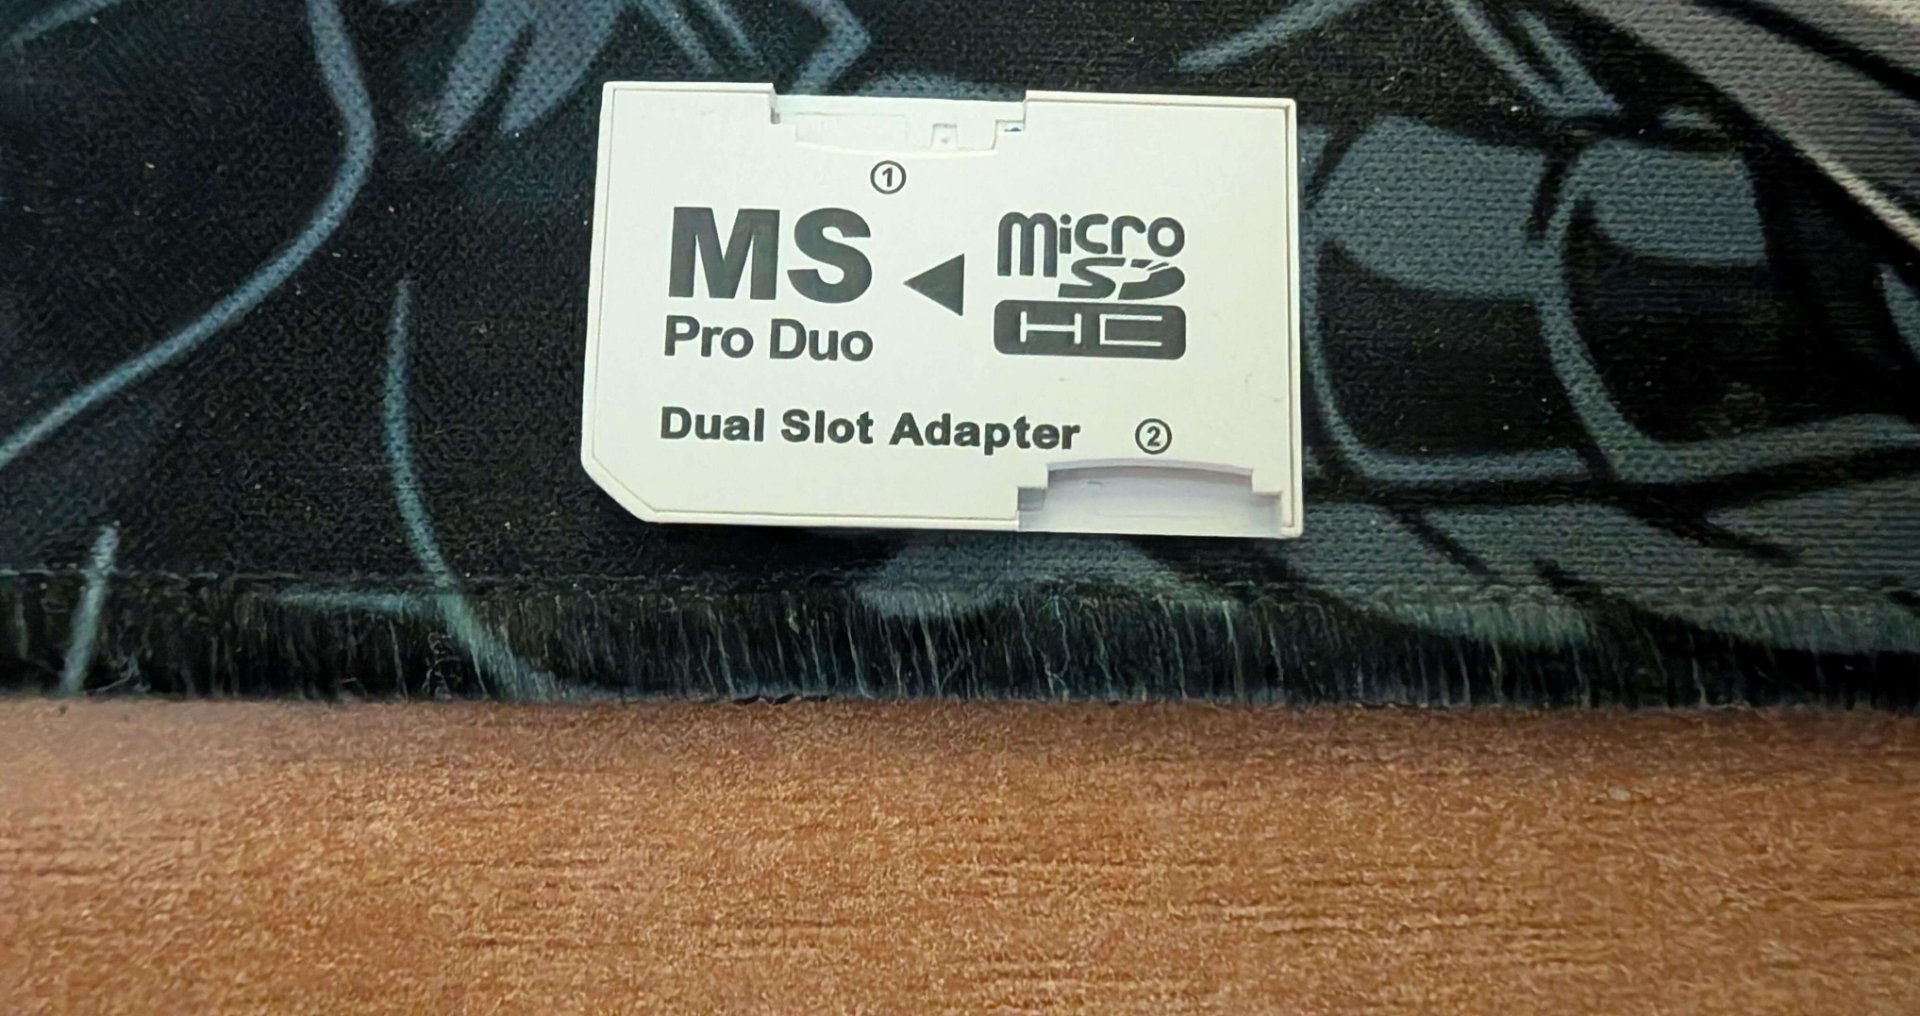 ①
MS micro
SD
Pro Duo HC
Dual Slot Adapter ②